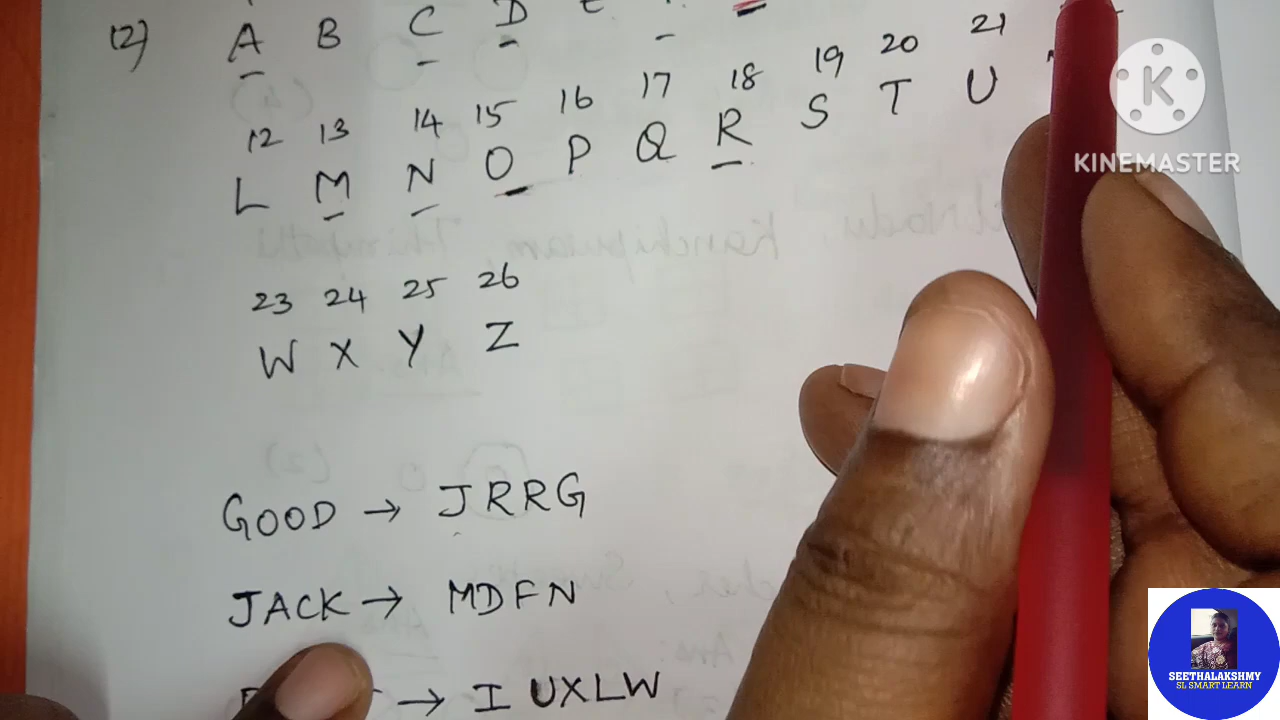 (2) A B C D
12 13 14 15 16 17 18 19 20 21
L M N O P Q R S T U
23 24 25 26
W X Y Z
GOOD → JRRG
JACK → MDFN
→ IUXLW
KINEMASTER
SEETHALAKSHMY
SL SMART LEARN